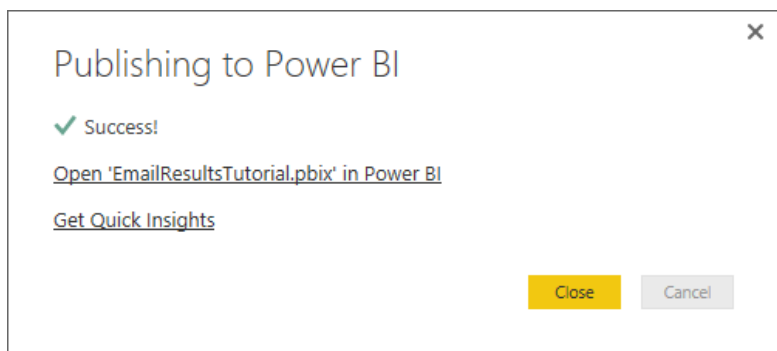 Publishing to Power BI
Success!
Open 'EmailResultsTutorial.pbix' in Power BI
Get Quick Insights
Close Cancel